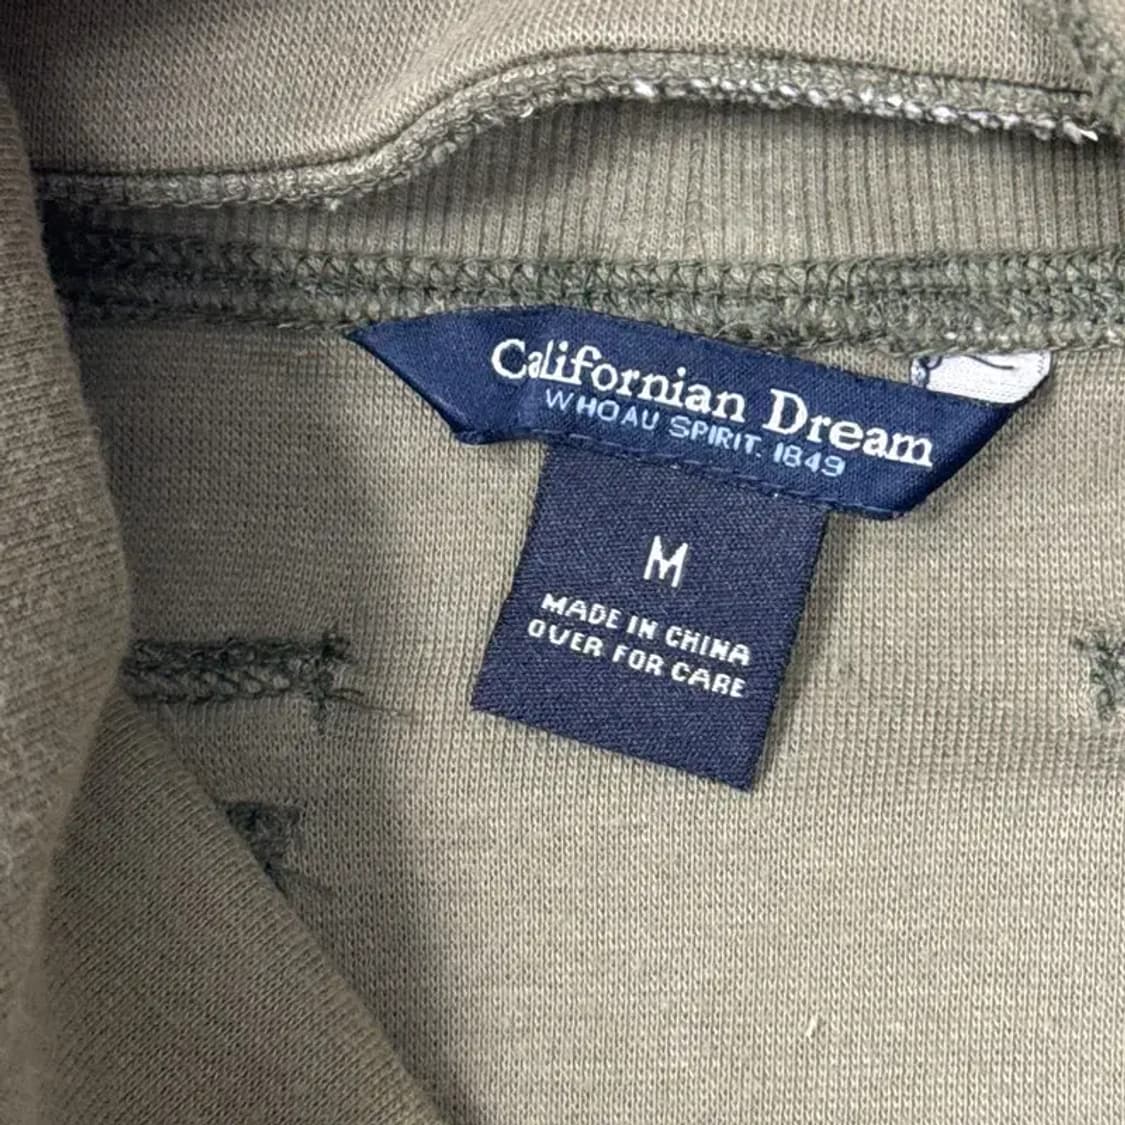 Californian Dream
WHOAU SPIRIT. 1849
M
MADE IN CHINA
OVER FOR CARE